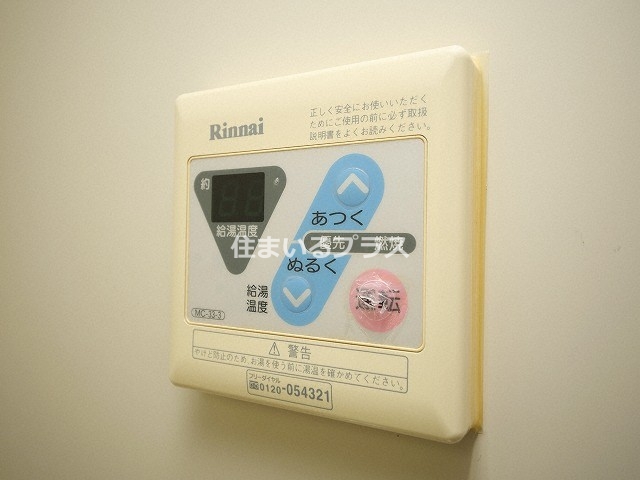 Rinnai
正しく安全にお使いいただく
ためにご使用の前に必ず取扱
説明書をよくお読みください。
約
給湯温度
あつく
優先 燃焼
住まいるプラス
ぬるく
給湯
温度
運転
MC-33-3
警告
やけど防止のため、お湯を使う前に湯温を確かめてください。
フリーダイヤル
0120-054321